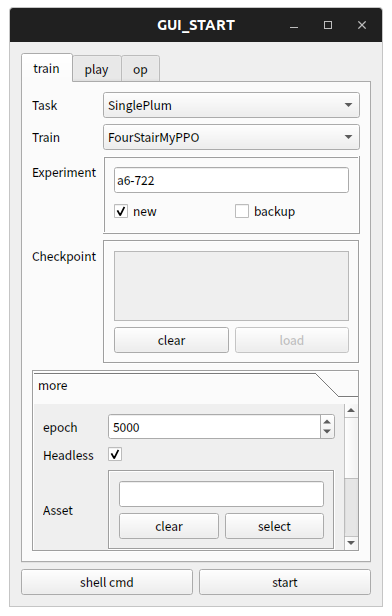 GUI_START
train play op
Task SinglePlum
Train FourStairMyPPO
Experiment a6-722
new backup
Checkpoint
clear load
more
epoch 5000
Headless
Asset
clear select
shell cmd start